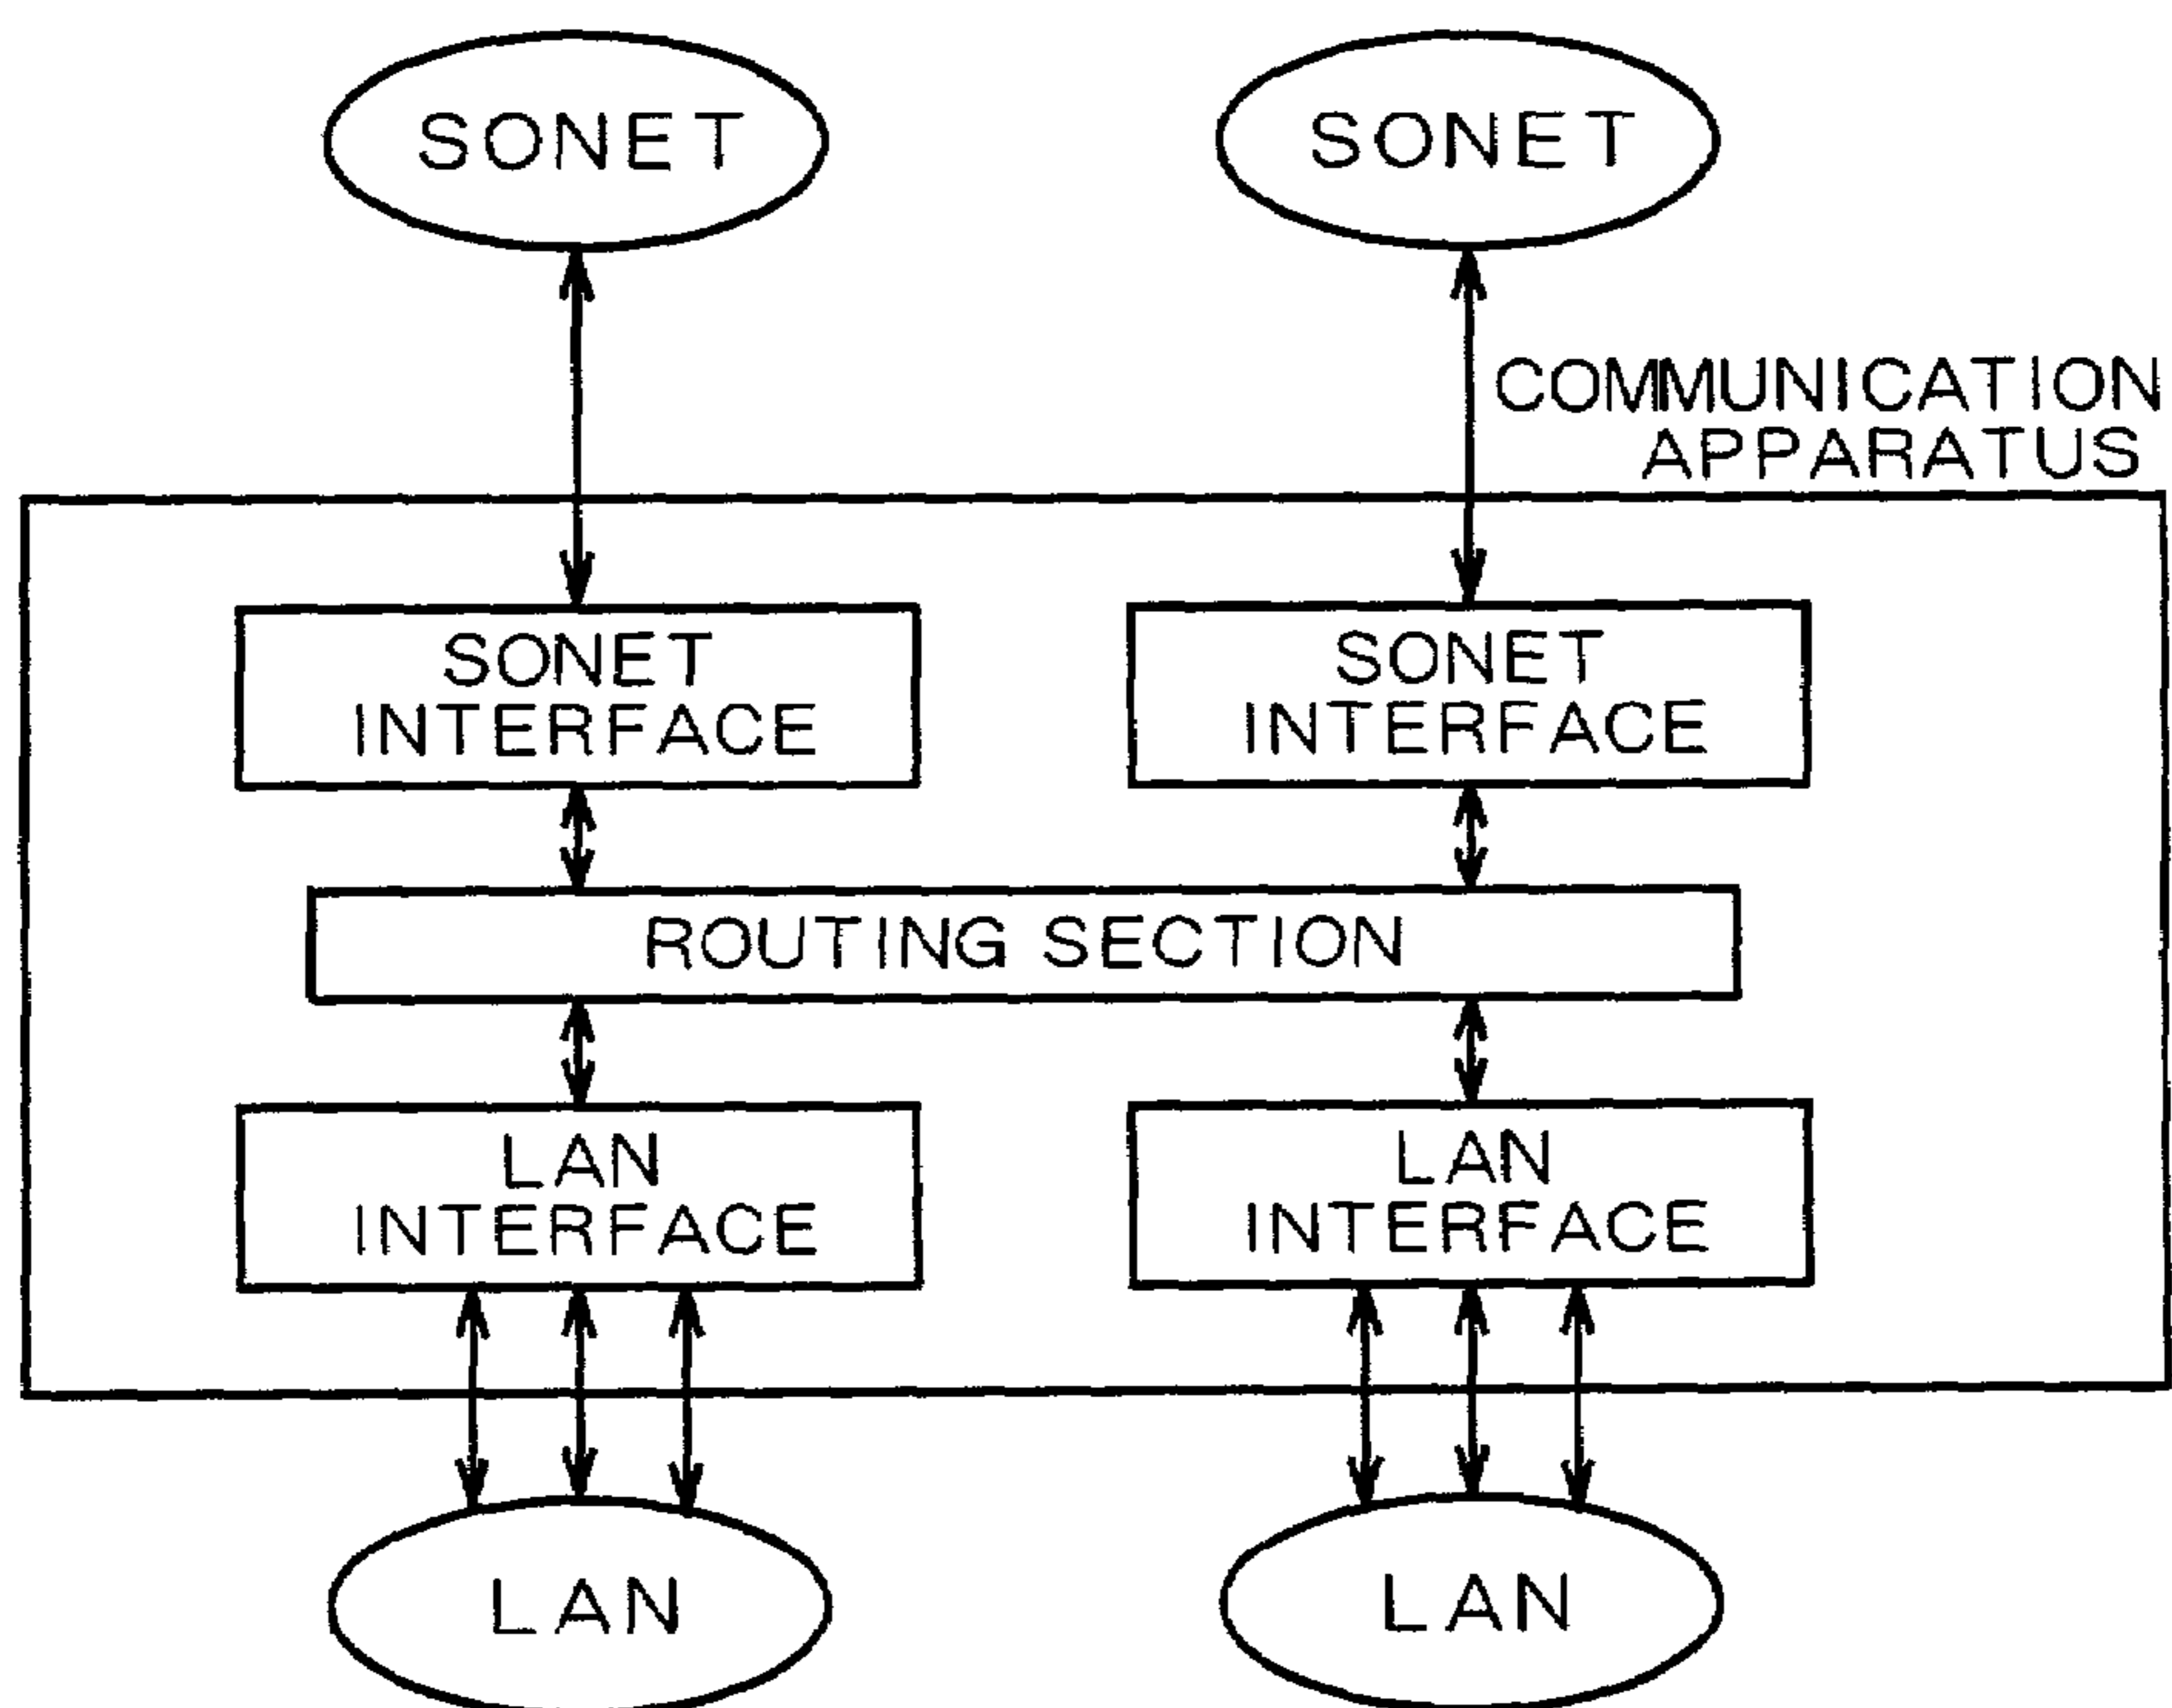 SONET
SONET
COMMUNICATION
APPARATUS
SONET
INTERFACE
SONET
INTERFACE
ROUTING SECTION
LAN
INTERFACE
LAN
INTERFACE
LAN
LAN